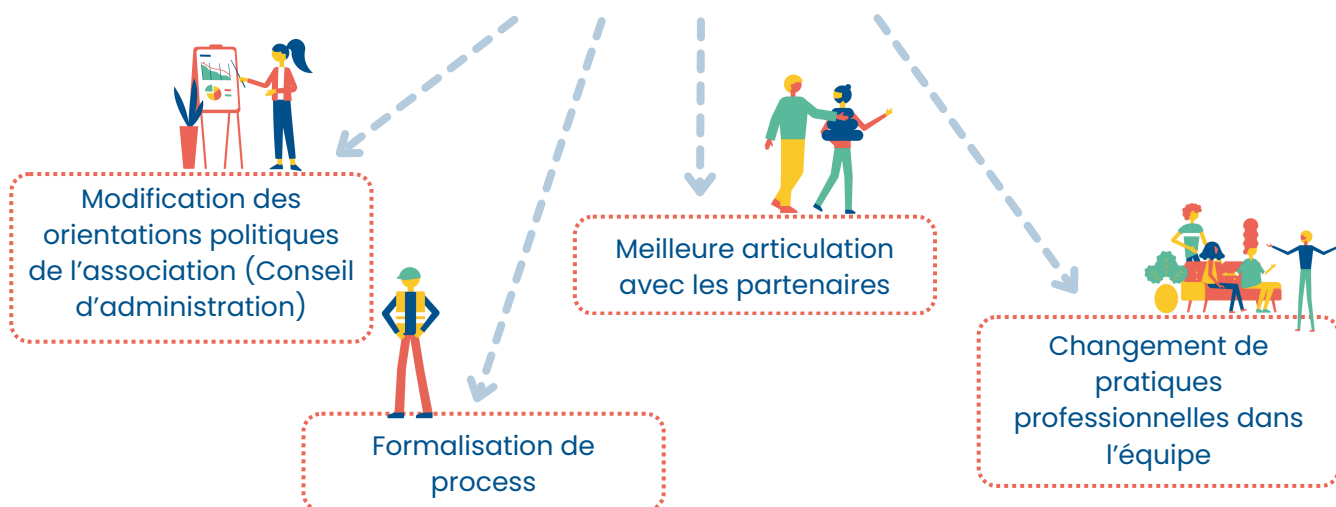 Modification des
orientations politiques
de l’association (Conseil
d’administration)
Formalisation de
process
Meilleure articulation
avec les partenaires
Changement de
pratiques
professionnelles dans
l’équipe